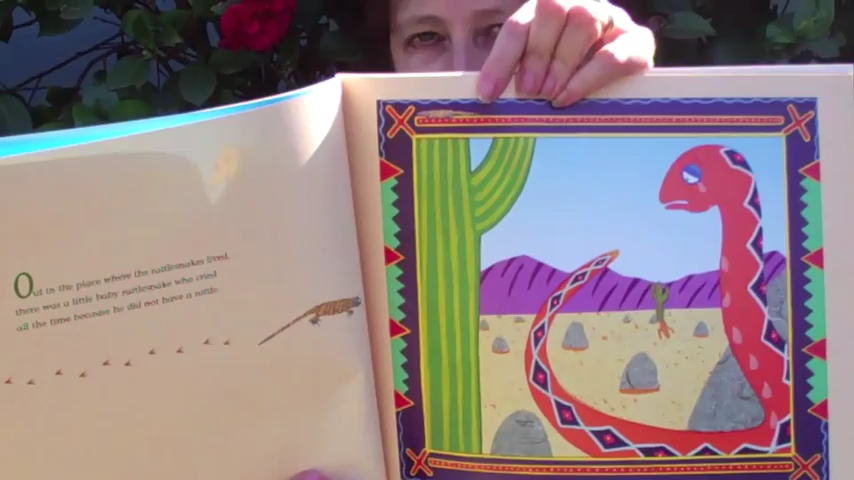 Out in the place where the rattlesnakes lived,
there was a little baby rattlesnake who cried
all the time because he did not have a rattle.